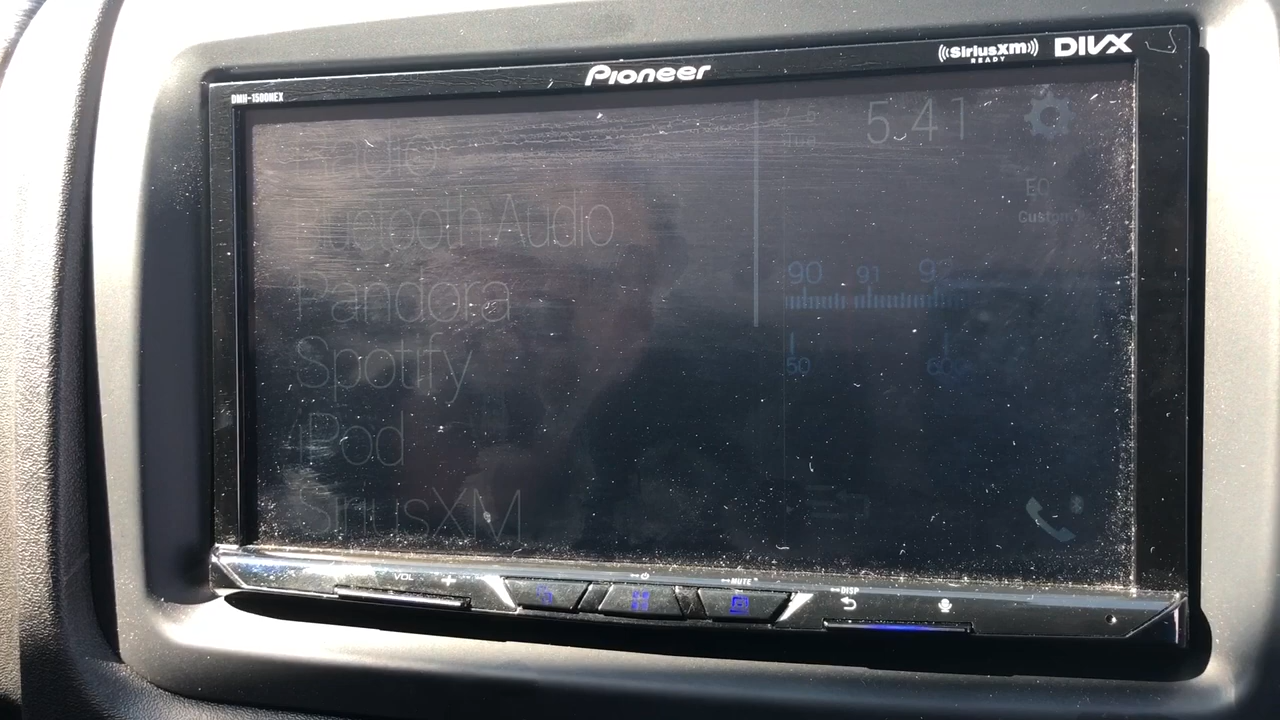 Pioneer
SiriusXm
READY
DIVX
DMH-1500NEX
Radio
Bluetooth Audio
Pandora
Spotify
iPod
SiriusXM
5:41
EQ
Custom
90 91
50 60
VOL +
MUTE
DISP